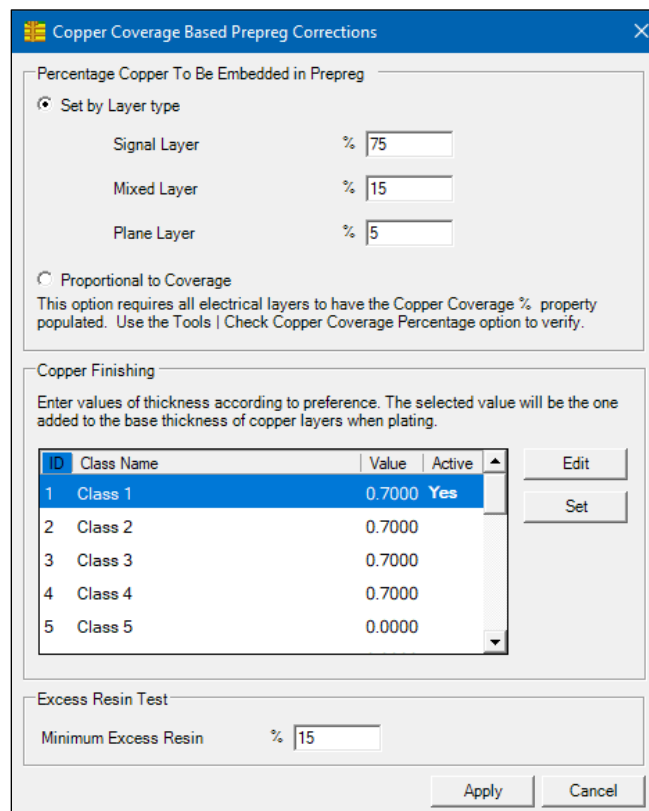 Copper Coverage Based Prepreg Corrections
Percentage Copper To Be Embedded in Prepreg
Set by Layer type
Signal Layer % 75
Mixed Layer % 15
Plane Layer % 5
Proportional to Coverage
This option requires all electrical layers to have the Copper Coverage % property
populated. Use the Tools | Check Copper Coverage Percentage option to verify.
Copper Finishing
Enter values of thickness according to preference. The selected value will be the one
added to the base thickness of copper layers when plating.
ID Class Name Value Active
1 Class 1 0.7000 Yes
2 Class 2 0.7000
3 Class 3 0.7000
4 Class 4 0.7000
5 Class 5 0.0000
Edit
Set
Excess Resin Test
Minimum Excess Resin % 15
Apply Cancel